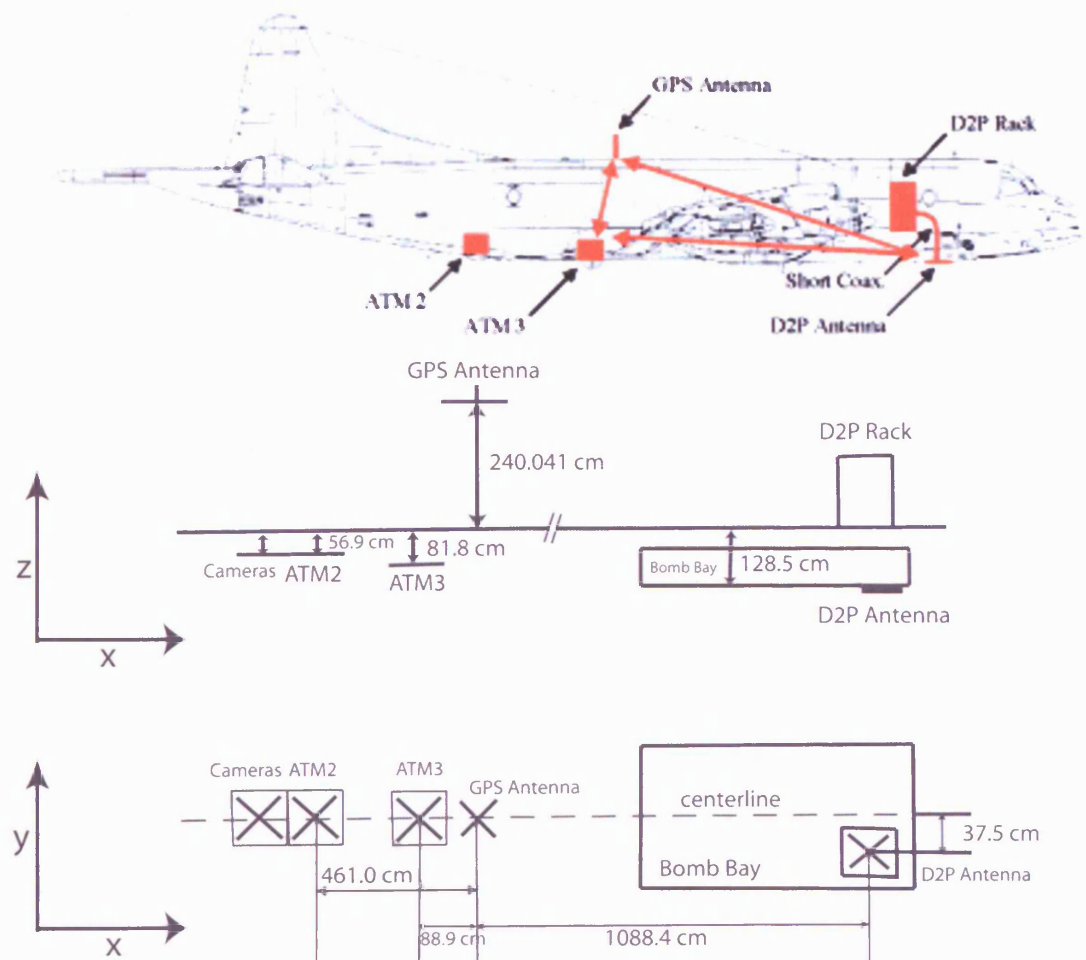 GPS Antenna
D2P Rack
ATM 2
ATM 3
Short Coax.
D2P Antenna
GPS Antenna
240.041 cm
D2P Rack
56.9 cm
81.8 cm
Cameras ATM2
ATM3
Bomb Bay
128.5 cm
D2P Antenna
z
x
Cameras ATM2
ATM3
GPS Antenna
centerline
37.5 cm
Bomb Bay
D2P Antenna
y
461.0 cm
88.9 cm
1088.4 cm
x